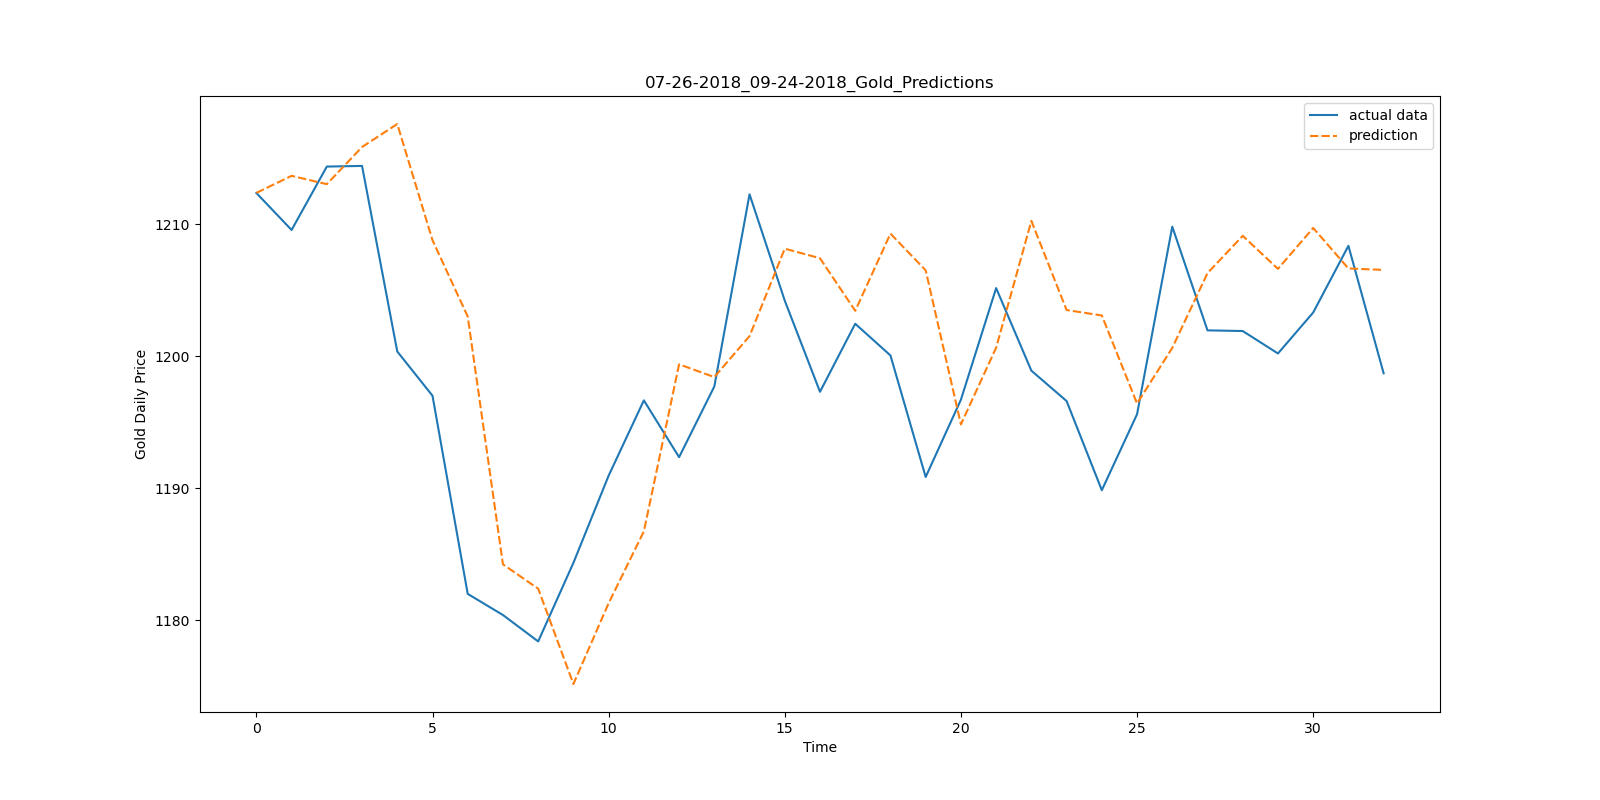 07-26-2018_09-24-2018_Gold_Predictions
actual data
prediction
Gold Daily Price
1210
1200
1190
1180
0 5 10 15 20 25 30
Time